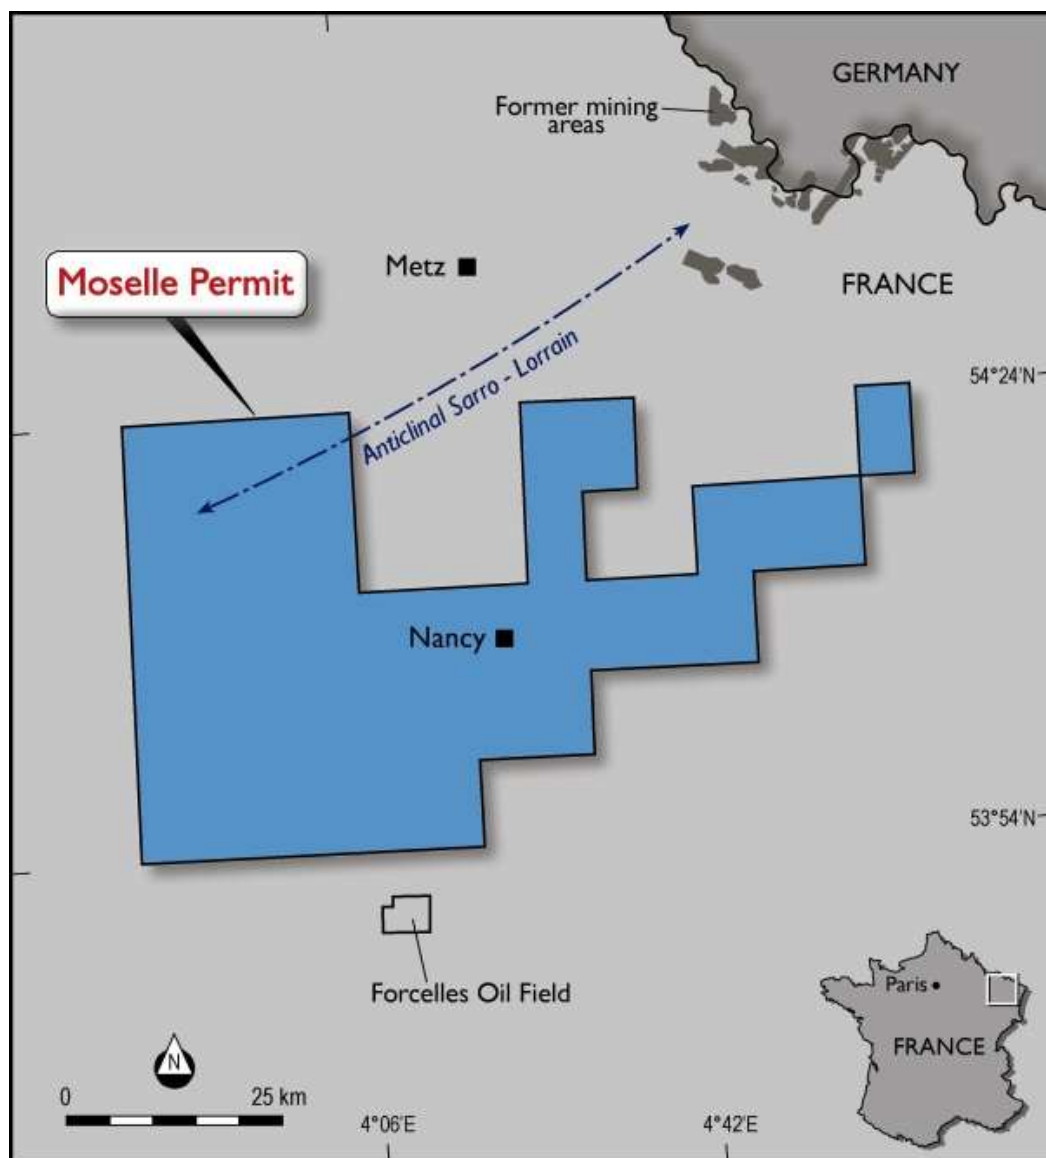 GERMANY
Former mining
areas
Metz
Moselle Permit
FRANCE
Anticlinal Sarro - Lorrain
54°24'N
Nancy
53°54'N
Forcelles Oil Field
Paris
FRANCE
N
0 25 km
4°06'E 4°42'E